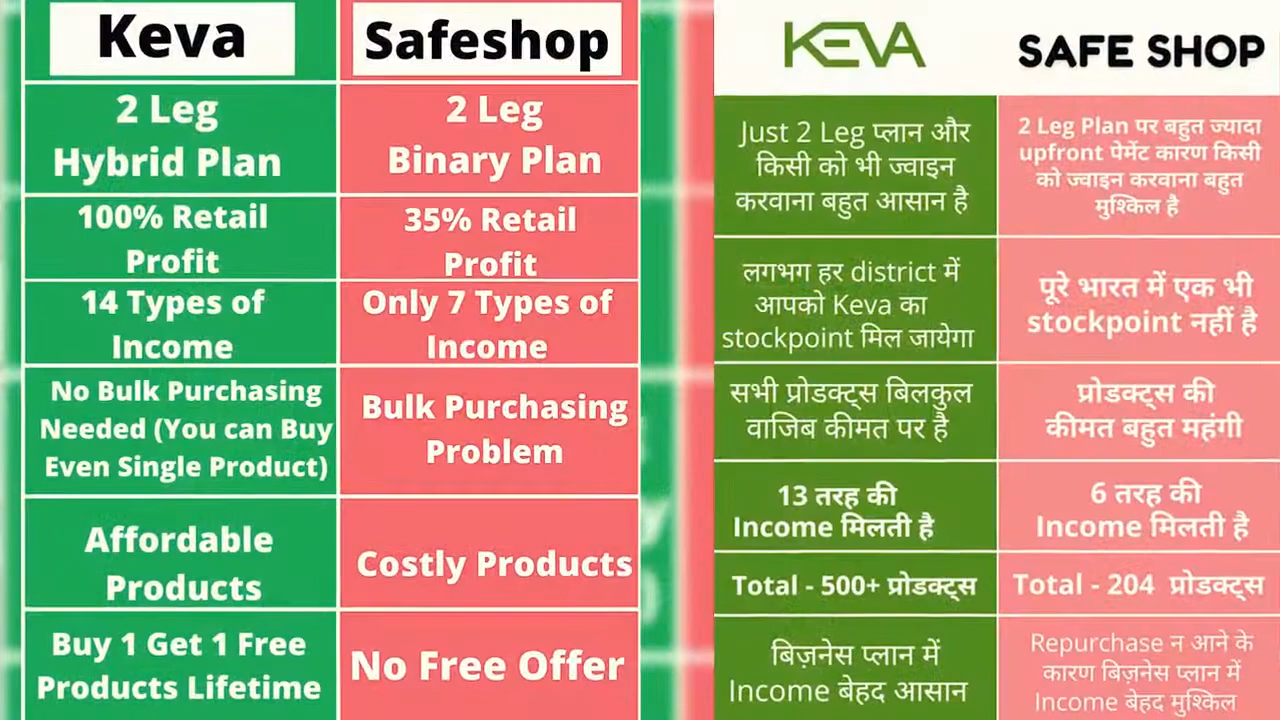 Keva
Safeshop
2 Leg
Hybrid Plan
2 Leg
Binary Plan
100% Retail
Profit
35% Retail
Profit
14 Types of
Income
Only 7 Types of
Income
No Bulk Purchasing
Needed (You can Buy
Even Single Product)
Bulk Purchasing
Problem
Affordable
Products
Costly Products
Buy 1 Get 1 Free
Products Lifetime
No Free Offer
KEVA
SAFE SHOP
Just 2 Leg प्लान और
किसी को भी ज्वाइन
करवाना बहुत आसान है
2 Leg Plan पर बहुत ज्यादा
upfront पेमेंट कारण किसी
को ज्वाइन करवाना बहुत
मुश्किल है
लगभग हर district में
आपको Keva का
stockpoint मिल जायेगा
पूरे भारत में एक भी
stockpoint नहीं है
सभी प्रोडक्ट्स बिलकुल
वाजिब कीमत पर है
प्रोडक्ट्स की
कीमत बहुत महंगी
13 तरह की
Income मिलती है
6 तरह की
Income मिलती है
Total - 500+ प्रोडक्ट्स
Total - 204 प्रोडक्ट्स
बिज़नेस प्लान में
Income बेहद आसान
Repurchase न आने के
कारण बिज़नेस प्लान में
Income बेहद मुश्किल